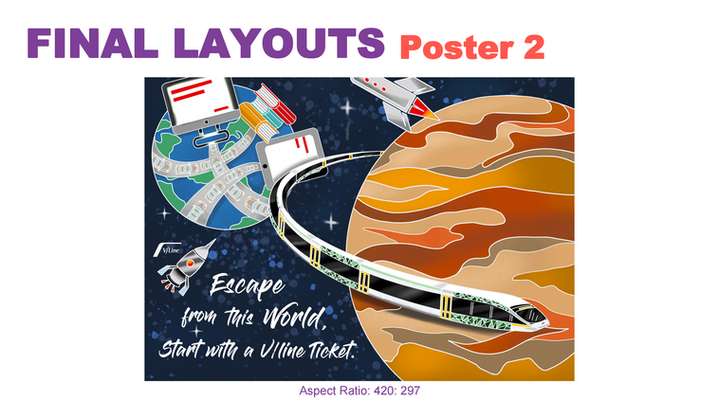 FINAL LAYOUTS Poster 2
V/Line
Escape
from this World,
Start with a V/line Ticket.
Aspect Ratio: 420: 297